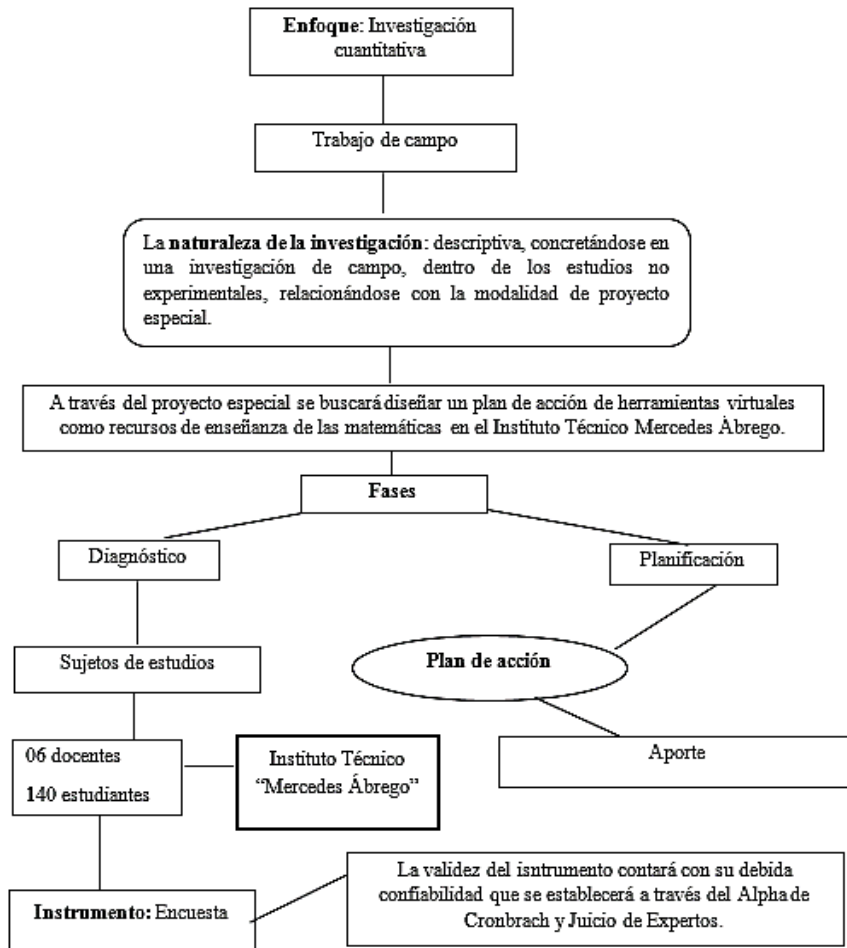 Enfoque: Investigación
cuantitativa
Trabajo de campo
La naturaleza de la investigación: descriptiva, concretándose en
una investigación de campo, dentro de los estudios no
experimentales, relacionándose con la modalidad de proyecto
especial.
A través del proyecto especial se buscará diseñar un plan de acción de herramientas virtuales
como recursos de enseñanza de las matemáticas en el Instituto Técnico Mercedes Ábrego.
Fases
Diagnóstico
Planificación
Sujetos de estudios
Plan de acción
06 docentes
140 estudiantes
Instituto Técnico
“Mercedes Ábrego”
Aporte
Instrumento: Encuesta
La validez del isntrumento contará con su debida
confiabilidad que se establecerá a través del Alpha de
Cronbrach y Juicio de Expertos.